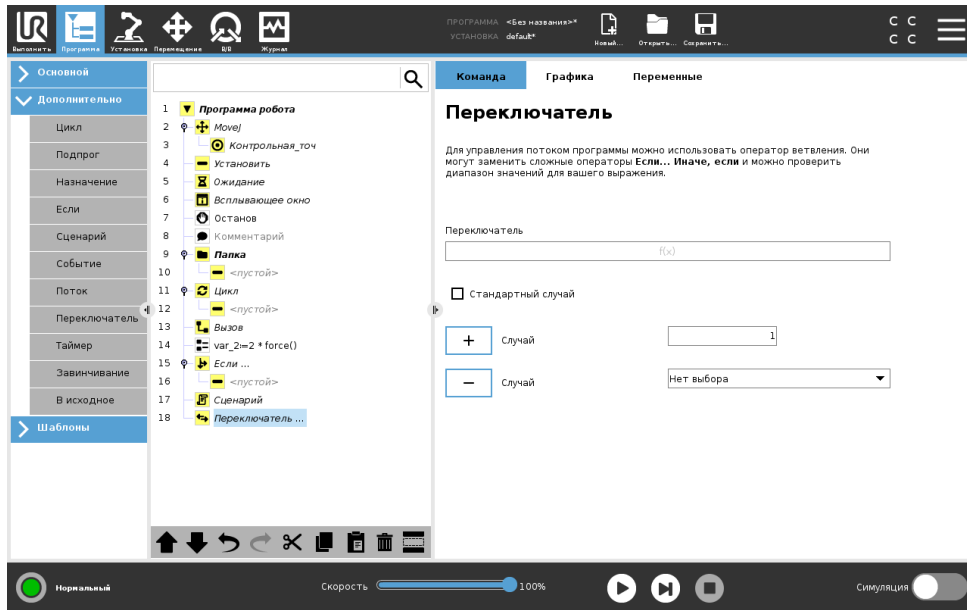 ПРОГРАММА <Без названия>*
УСТАНОВКА default*
C C
C C
Выполнить Программа Установка Перемещение В/В Журнал Новый... Открыть... Сохранить...
Основной
Дополнительно
Цикл
Подпрог
Назначение
Если
Сценарий
Событие
Поток
Переключатель
Таймер
Завинчивание
В исходное
Шаблоны
1 Программа робота
2 MoveJ
3 Контрольная_точ
4 Установить
5 Ожидание
6 Всплывающее окно
7 Останов
8 Комментарий
9 Папка
10 <пустой>
11 Цикл
12 <пустой>
13 Вызов
14 var_2:=2 * force()
15 Если ...
16 <пустой>
17 Сценарий
18 Переключатель ...
Команда Графика Переменные
Переключатель
Для управления потоком программы можно использовать оператор ветвления. Они
могут заменить сложные операторы Если... Иначе, если и можно проверить
диапазон значений для вашего выражения.
Переключатель
f(x)
Стандартный случай
+ Случай 1
− Случай Нет выбора
Нормальный Скорость 100% Симуляция